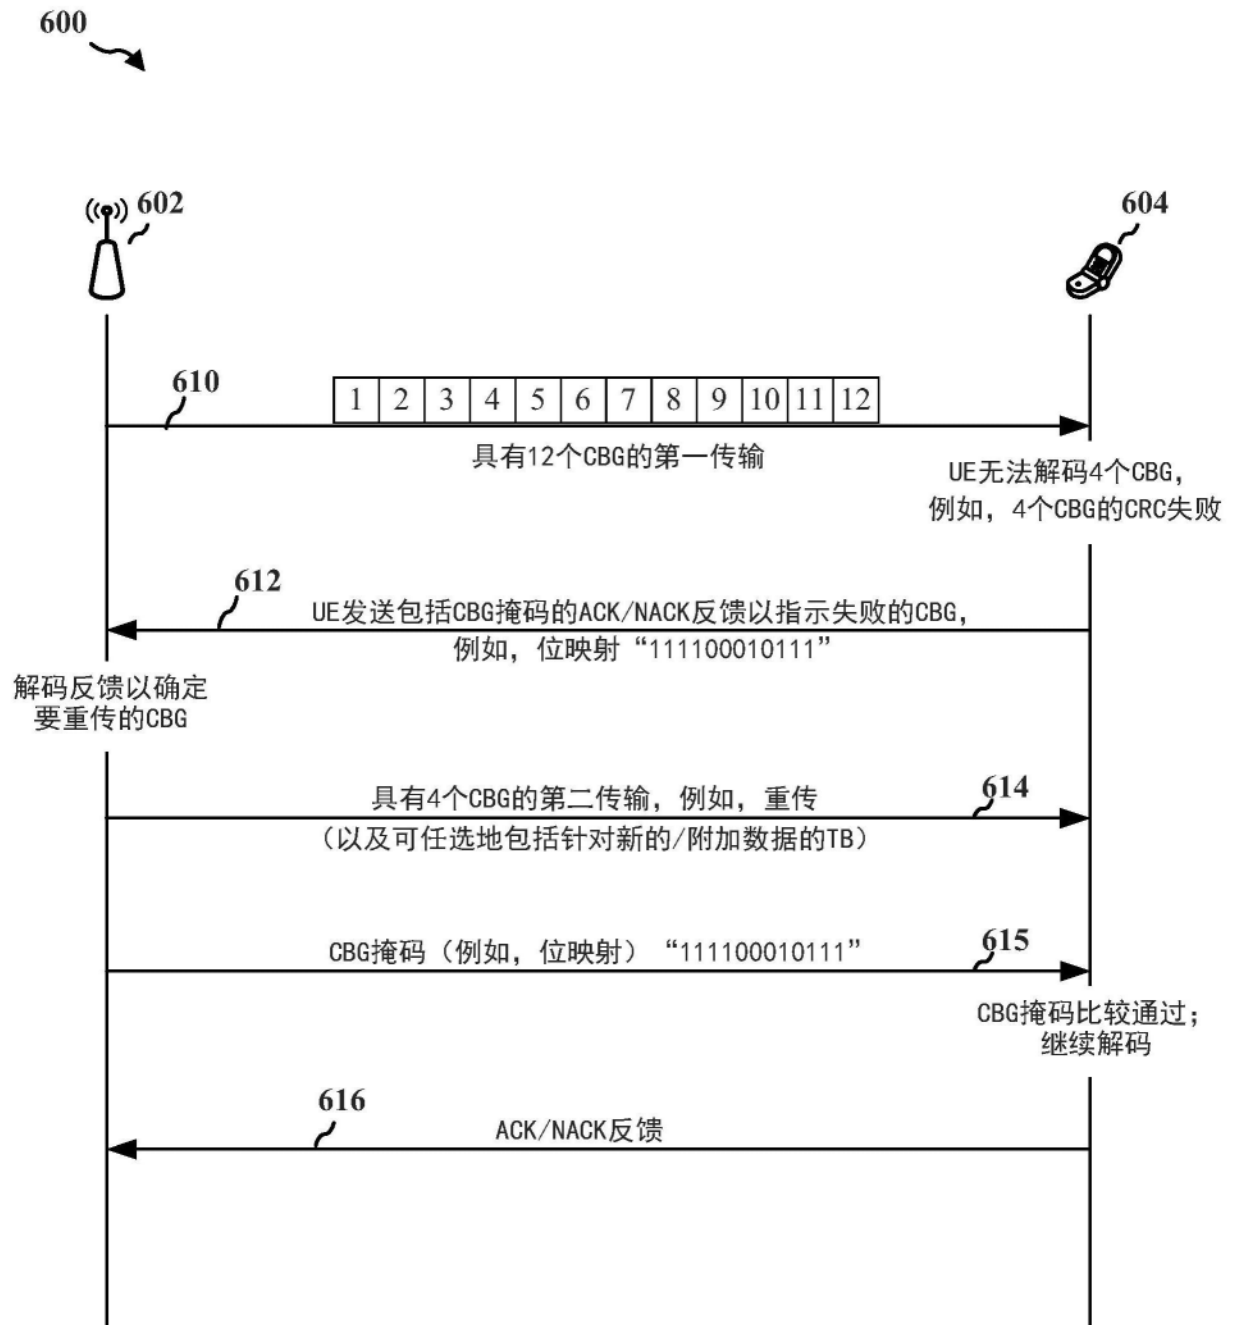 600
602
604
610
1 2 3 4 5 6 7 8 9 10 11 12
具有12个CBG的第一传输
UE无法解码4个CBG，
例如，4个CBG的CRC失败
612
UE发送包括CBG掩码的ACK/NACK反馈以指示失败的CBG，
例如，位映射“111100010111”
解码反馈以确定
要重传的CBG
614
具有4个CBG的第二传输，例如，重传
（以及可任选地包括针对新的/附加数据的TB）
615
CBG掩码（例如，位映射）“111100010111”
CBG掩码比较通过；
继续解码
616
ACK/NACK反馈